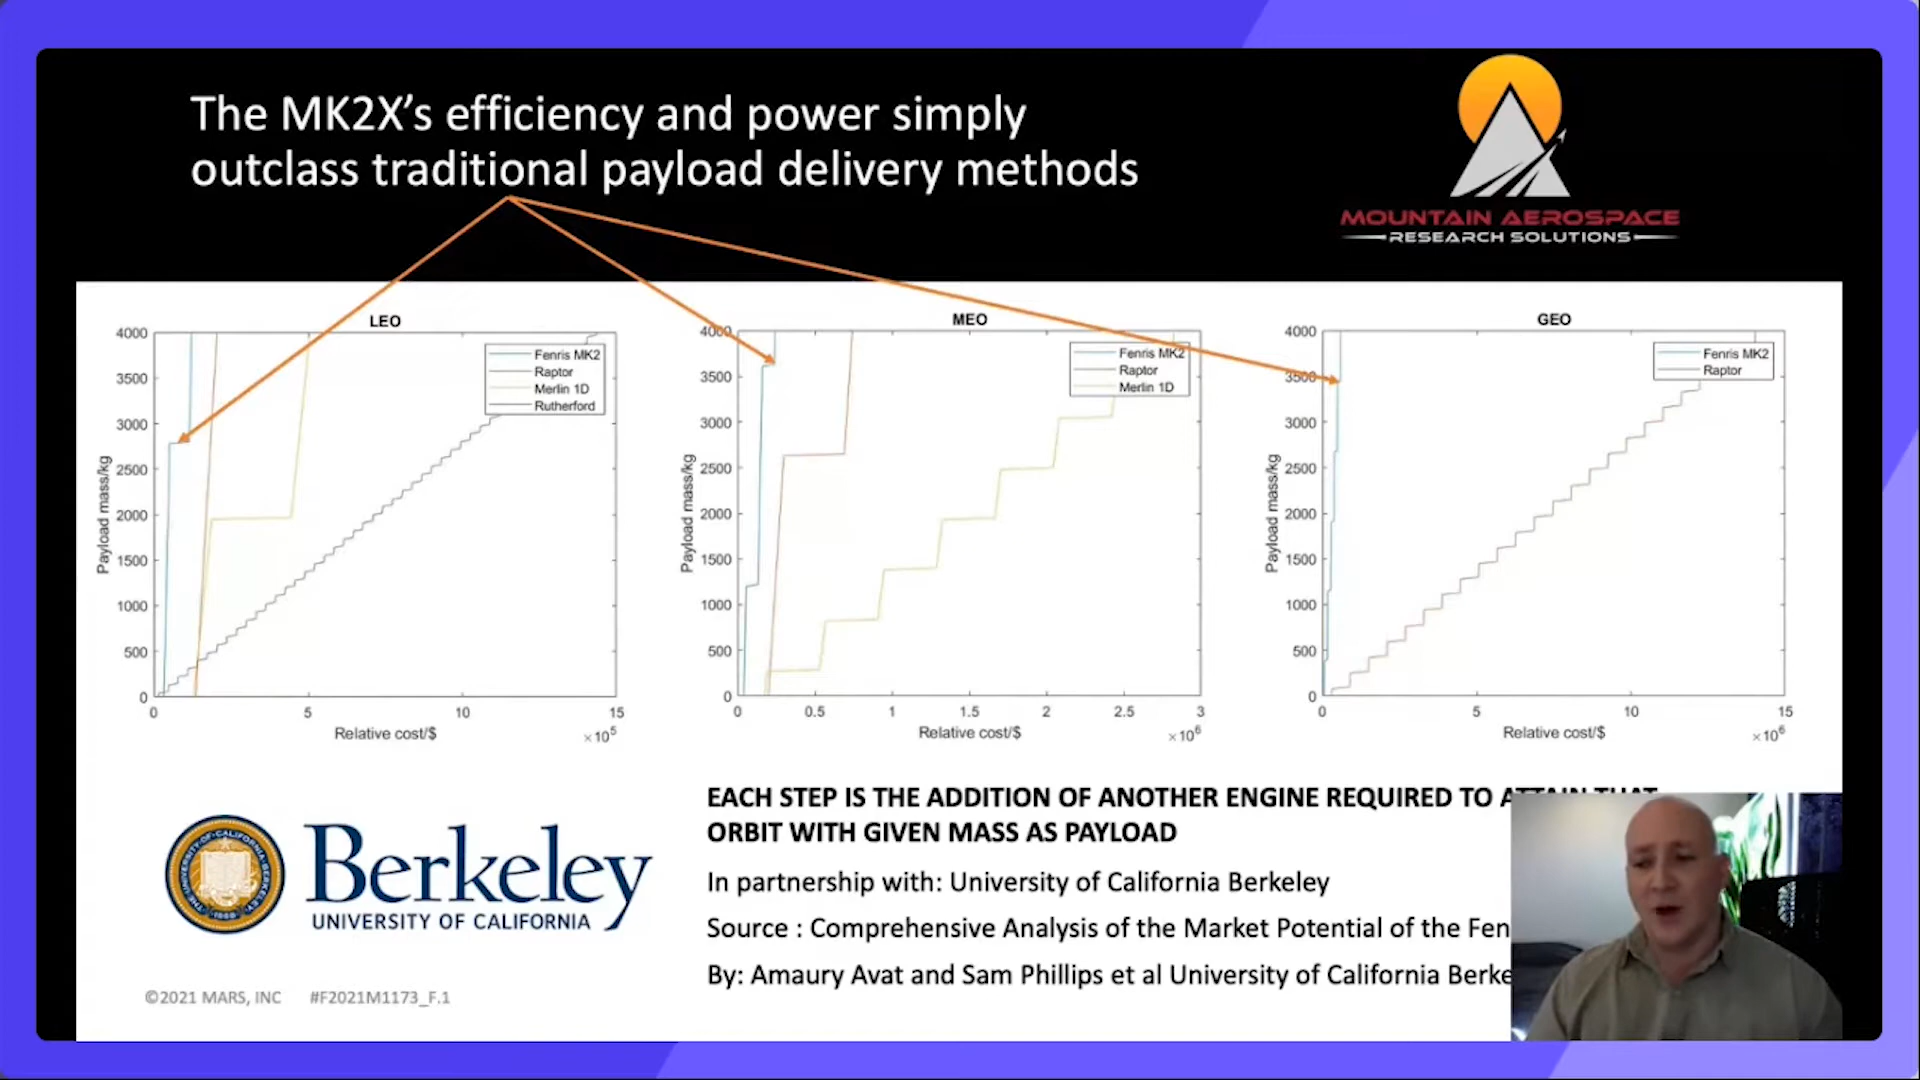 The MK2X’s efficiency and power simply
outclass traditional payload delivery methods
MOUNTAIN AEROSPACE
RESEARCH SOLUTIONS
LEO
4000
3500
3000
2500
2000
1500
1000
500
0
Payload mass/kg
Fenris MK2
Raptor
Merlin 1D
Rutherford
0 5 10 15
Relative cost/$
×10⁵
MEO
4000
3500
3000
2500
2000
1500
1000
500
0
Payload mass/kg
Fenris MK2
Raptor
Merlin 1D
0 0.5 1 1.5 2 2.5 3
Relative cost/$
×10⁶
GEO
4000
3500
3000
2500
2000
1500
1000
500
0
Payload mass/kg
Fenris MK2
Raptor
0 5 10 15
Relative cost/$
×10⁶
EACH STEP IS THE ADDITION OF ANOTHER ENGINE REQUIRED TO ATTAIN THAT
ORBIT WITH GIVEN MASS AS PAYLOAD
In partnership with: University of California Berkeley
Source : Comprehensive Analysis of the Market Potential of the Fen
By: Amaury Avat and Sam Phillips et al University of California Berke
Berkeley
UNIVERSITY OF CALIFORNIA
©2021 MARS, INC #F2021M1173_F.1